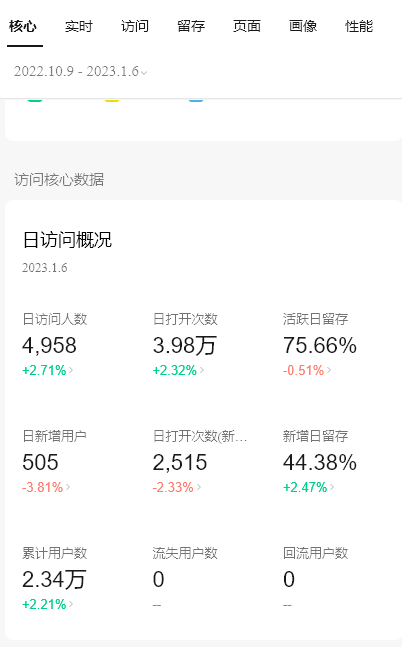 核心 实时 访问 留存 页面 画像 性能
2022.10.9 - 2023.1.6
访问核心数据
日访问概况
2023.1.6
日访问人数 日打开次数 活跃日留存
4,958 3.98万 75.66%
+2.71% +2.32% -0.51%
日新增用户 日打开次数(新… 新增日留存
505 2,515 44.38%
-3.81% -2.33% +2.47%
累计用户数 流失用户数 回流用户数
2.34万 0 0
+2.21% -- --